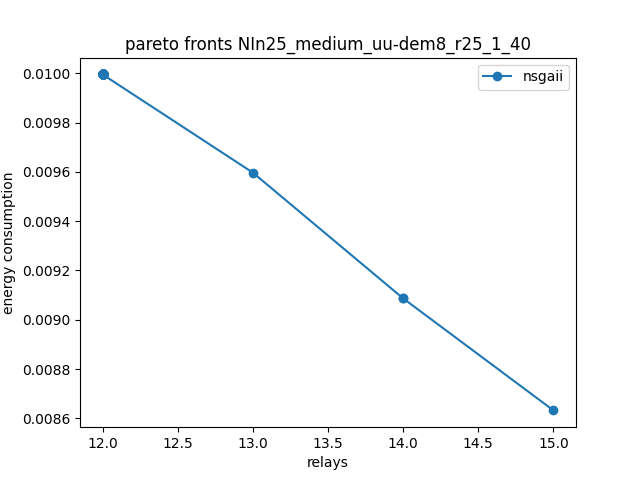 pareto fronts NIn25_medium_uu-dem8_r25_1_40
nsgaii
energy consumption
0.0100
0.0098
0.0096
0.0094
0.0092
0.0090
0.0088
0.0086
12.0 12.5 13.0 13.5 14.0 14.5 15.0
relays